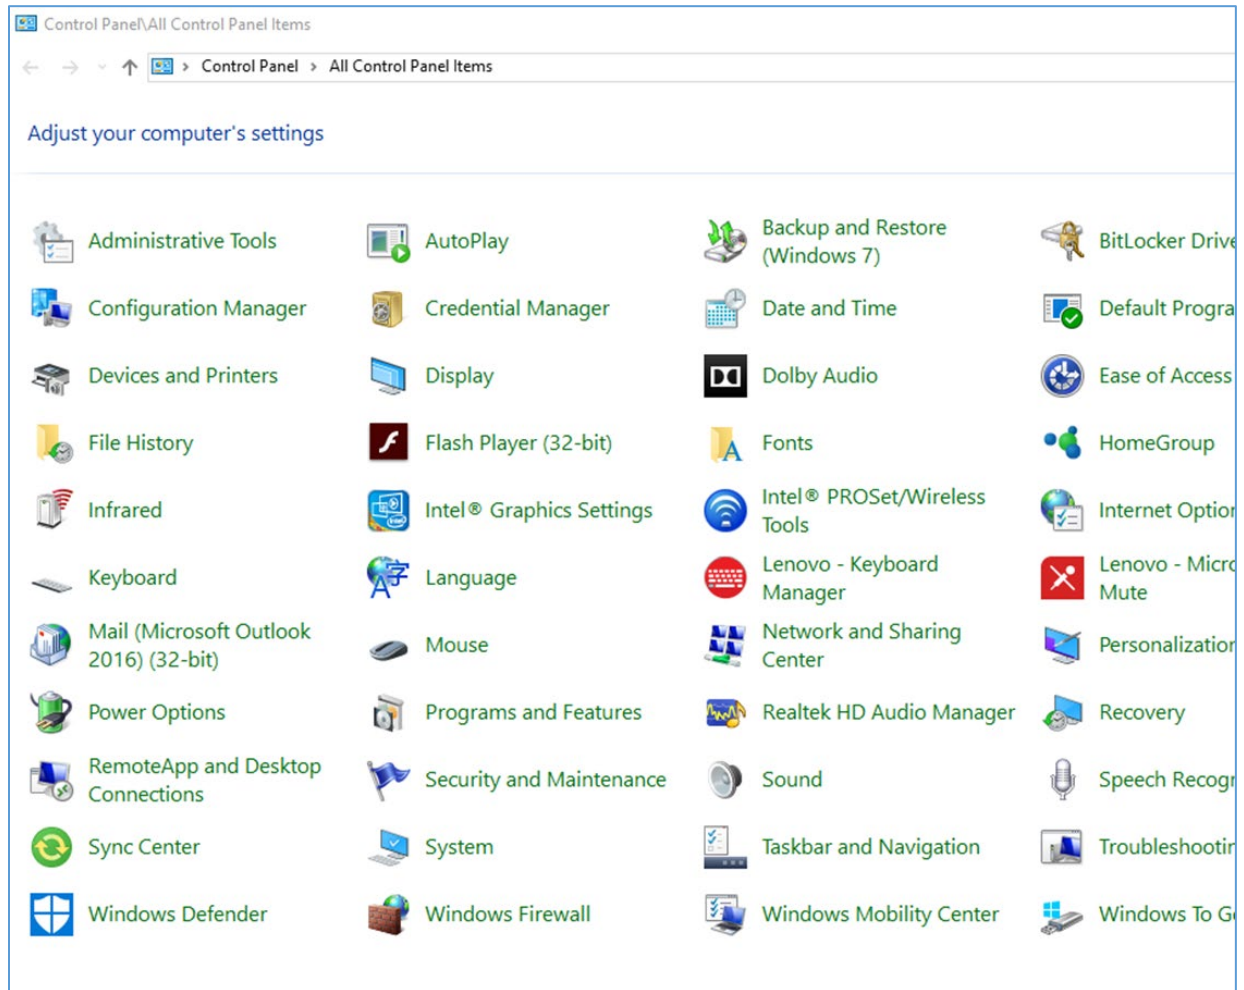 Control Panel\All Control Panel Items
Control Panel > All Control Panel Items
Adjust your computer's settings
Administrative Tools
AutoPlay
Backup and Restore
(Windows 7)
BitLocker Drive
Configuration Manager
Credential Manager
Date and Time
Default Progra
Devices and Printers
Display
Dolby Audio
Ease of Access
File History
Flash Player (32-bit)
Fonts
HomeGroup
Infrared
Intel® Graphics Settings
Intel® PROSet/Wireless
Tools
Internet Option
Keyboard
Language
Lenovo - Keyboard
Manager
Lenovo - Micro
Mute
Mail (Microsoft Outlook
2016) (32-bit)
Mouse
Network and Sharing
Center
Personalization
Power Options
Programs and Features
Realtek HD Audio Manager
Recovery
RemoteApp and Desktop
Connections
Security and Maintenance
Sound
Speech Recogn
Sync Center
System
Taskbar and Navigation
Troubleshootin
Windows Defender
Windows Firewall
Windows Mobility Center
Windows To Go